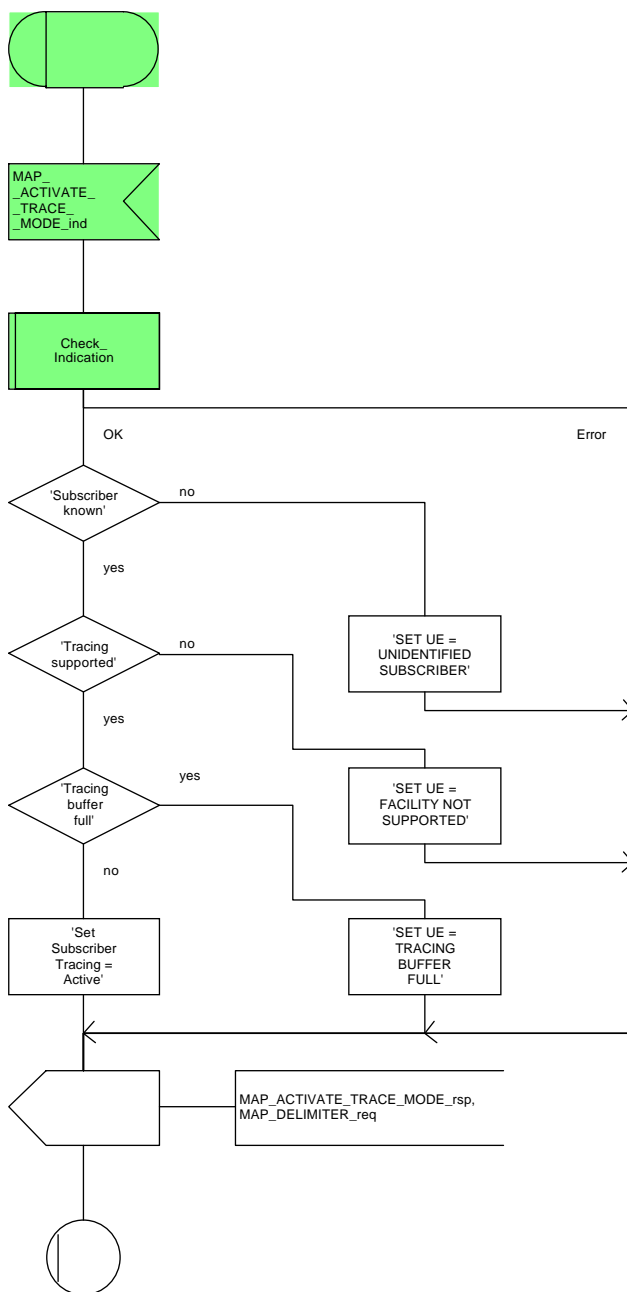 MAP_
_ACTIVATE_
_TRACE_
_MODE_ind
Check_
Indication
OK
Error
'Subscriber
known'
no
yes
'Tracing
supported'
no
'SET UE =
UNIDENTIFIED
SUBSCRIBER'
yes
'Tracing
buffer
full'
yes
'SET UE =
FACILITY NOT
SUPPORTED'
no
'Set
Subscriber
Tracing =
Active'
'SET UE =
TRACING
BUFFER
FULL'
MAP_ACTIVATE_TRACE_MODE_rsp,
MAP_DELIMITER_req